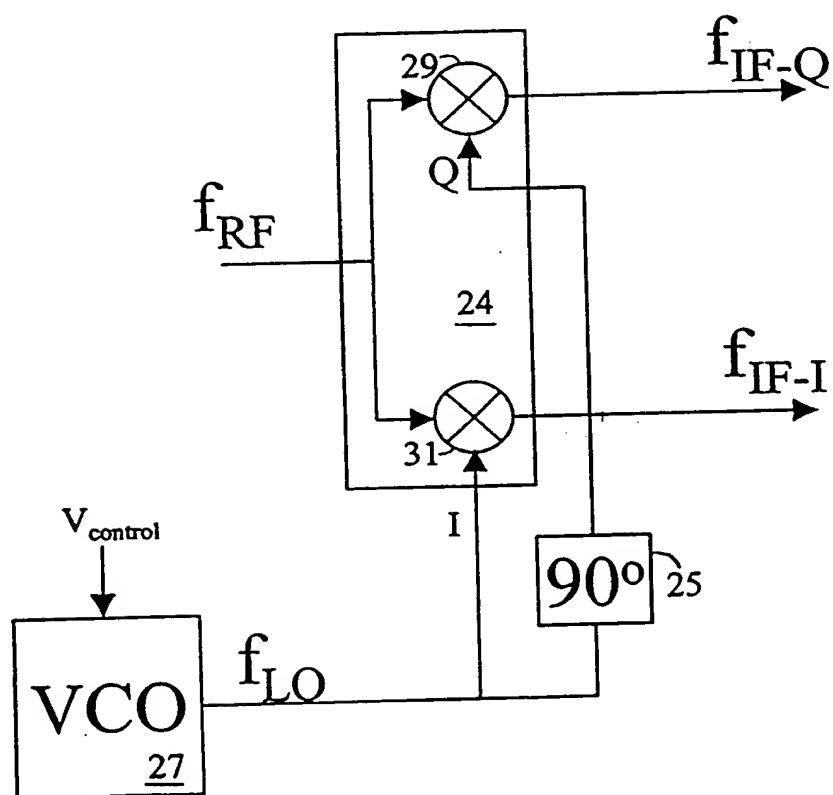 29
f_IF-Q
Q
f_RF
24
f_IF-I
31
I
V_control
90°
25
f_LO
VCO
27